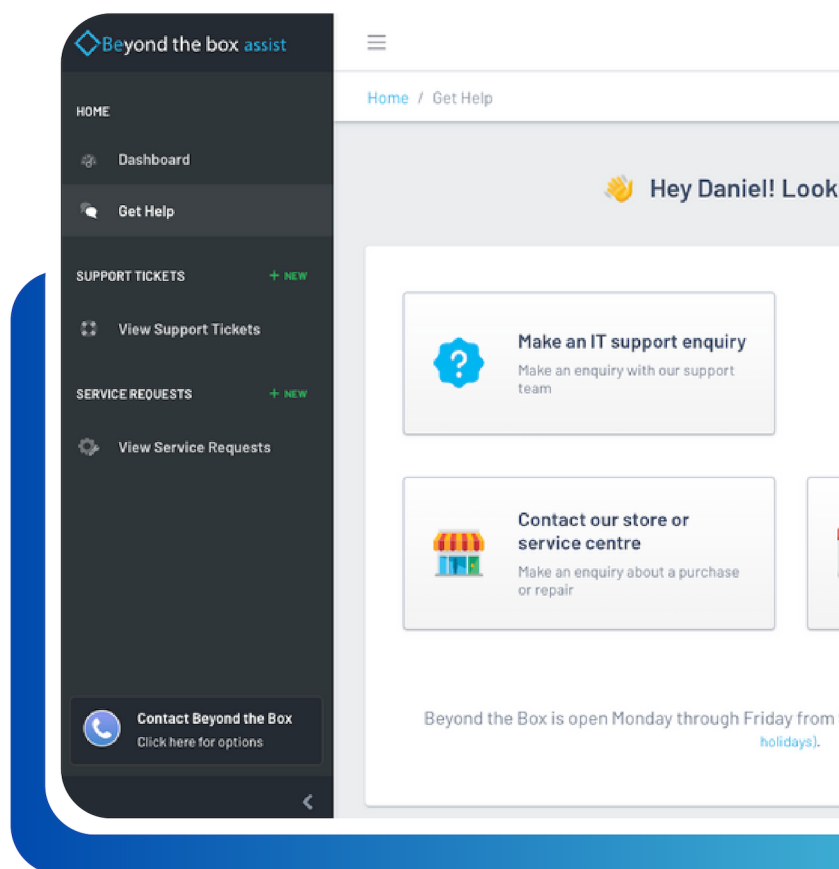 Beyond the box assist
HOME
Dashboard
Get Help
SUPPORT TICKETS + NEW
View Support Tickets
SERVICE REQUESTS + NEW
View Service Requests
Contact Beyond the Box
Click here for options
Home / Get Help
Hey Daniel! Look
Make an IT support enquiry
Make an enquiry with our support
team
Contact our store or
service centre
Make an enquiry about a purchase
or repair
Beyond the Box is open Monday through Friday from
holidays).